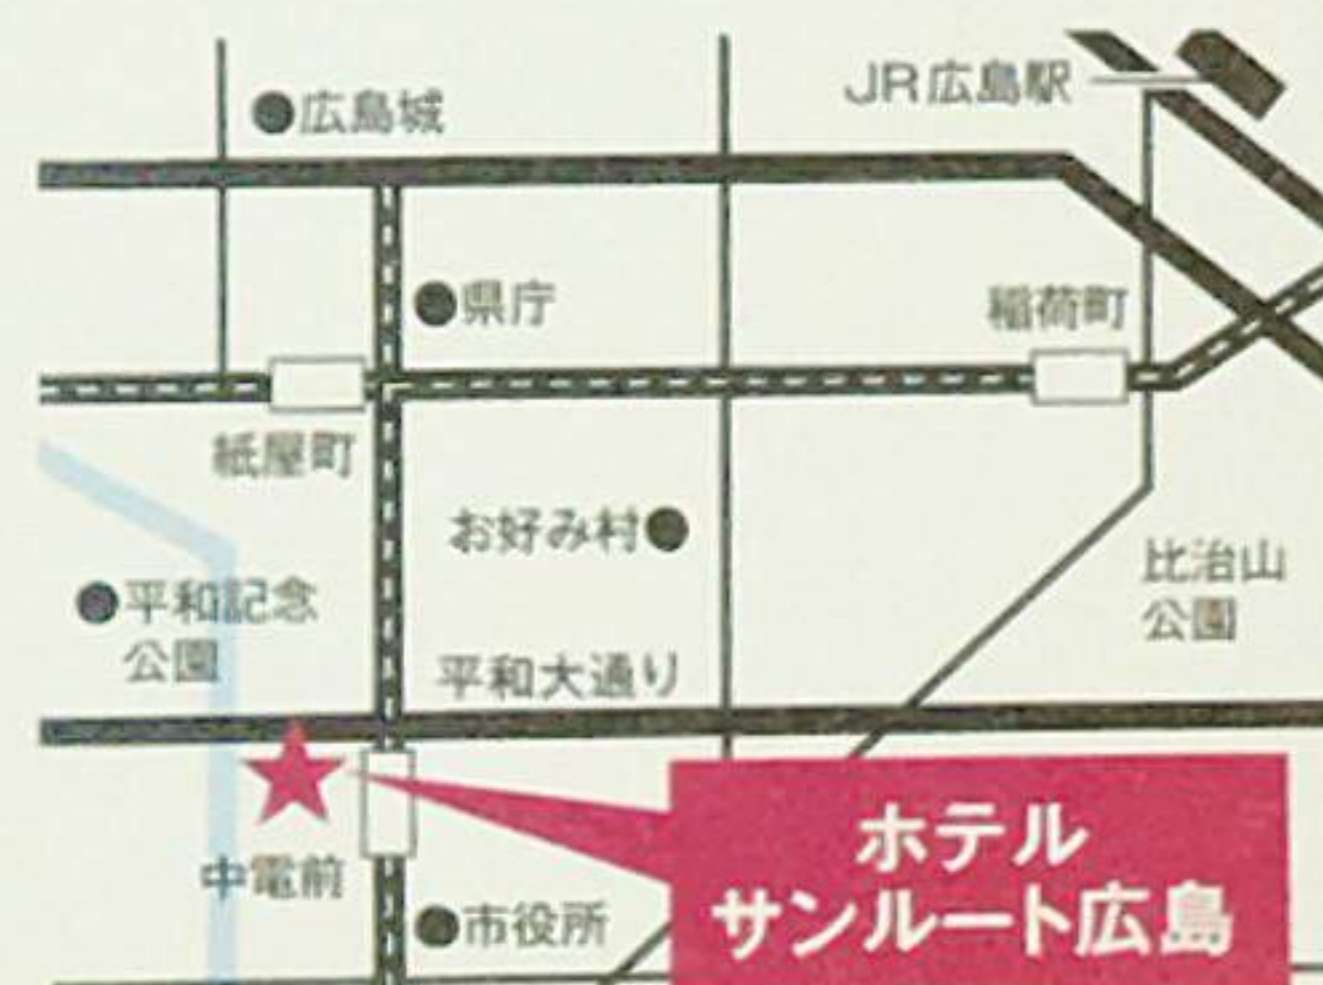 JR広島駅
広島城
県庁
稲荷町
紙屋町
お好み村
比治山
公園
平和記念
公園
平和大通り
ホテル
サンルート広島
中電前
市役所